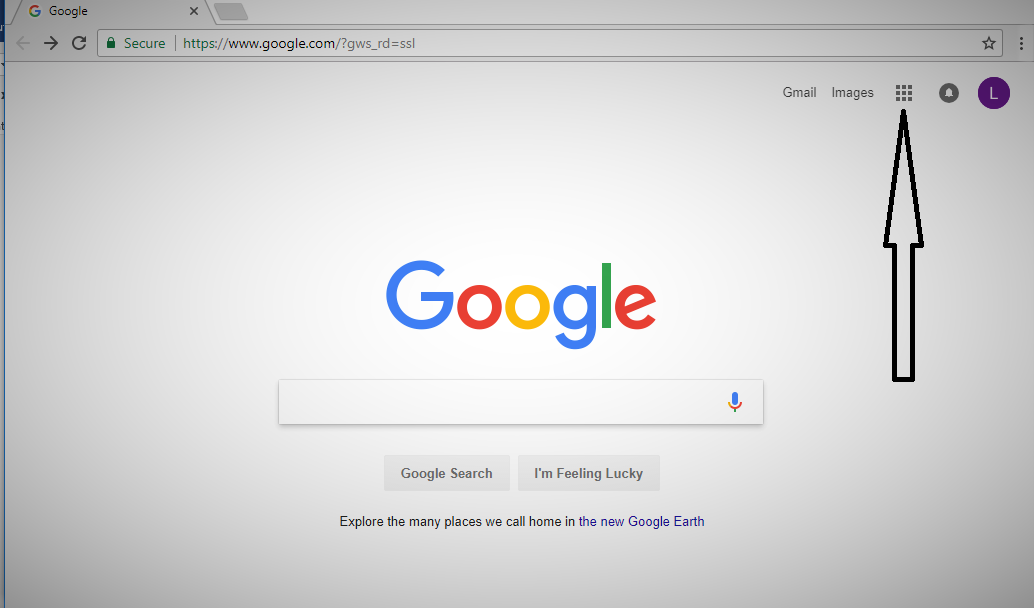 Google
Secure
https://www.google.com/?gws_rd=ssl
Gmail Images
L
Google
Google Search I'm Feeling Lucky
Explore the many places we call home in the new Google Earth